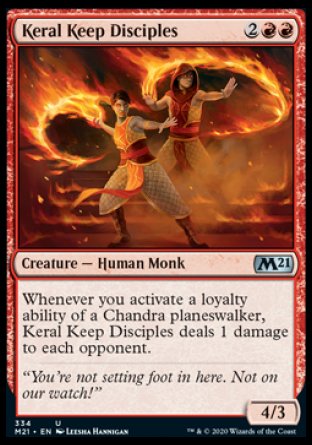 Keral Keep Disciples 2
Creature — Human Monk M21
Whenever you activate a loyalty
ability of a Chandra planeswalker,
Keral Keep Disciples deals 1 damage
to each opponent.
“You’re not setting foot in here. Not on
our watch!”
4/3
334 U
M21 • EN LEESHA HANNIGAN ™ & © 2020 Wizards of the Coast